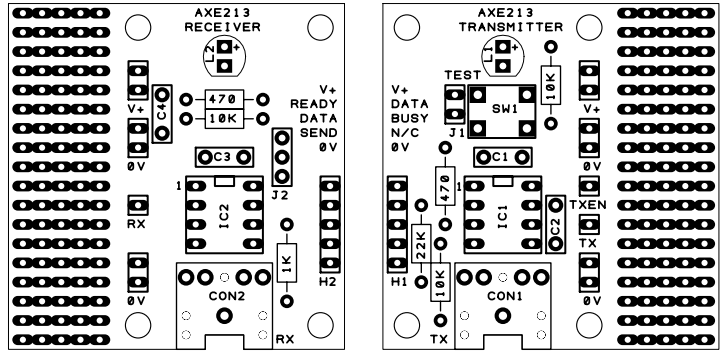 AXE213
RECEIVER
L2 +
V+
C4
470
10K
V+
READY
DATA
SEND
0V
0V
C3
J2
1
IC2
RX
1K
0V
CON2
H2
RX
AXE213
TRANSMITTER
L1 +
TEST
10K
V+
DATA
BUSY
N/C
0V
J1
SW1
V+
C1
0V
470
1
IC1
TXEN
C2
TX
22K
10K
H1
CON1
0V
TX